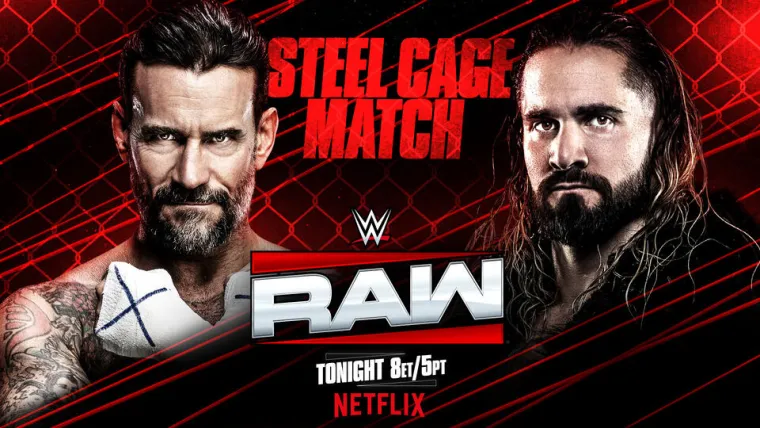 STEEL CAGE
MATCH
W
RAW
TONIGHT 8ET/5PT
NETFLIX
X